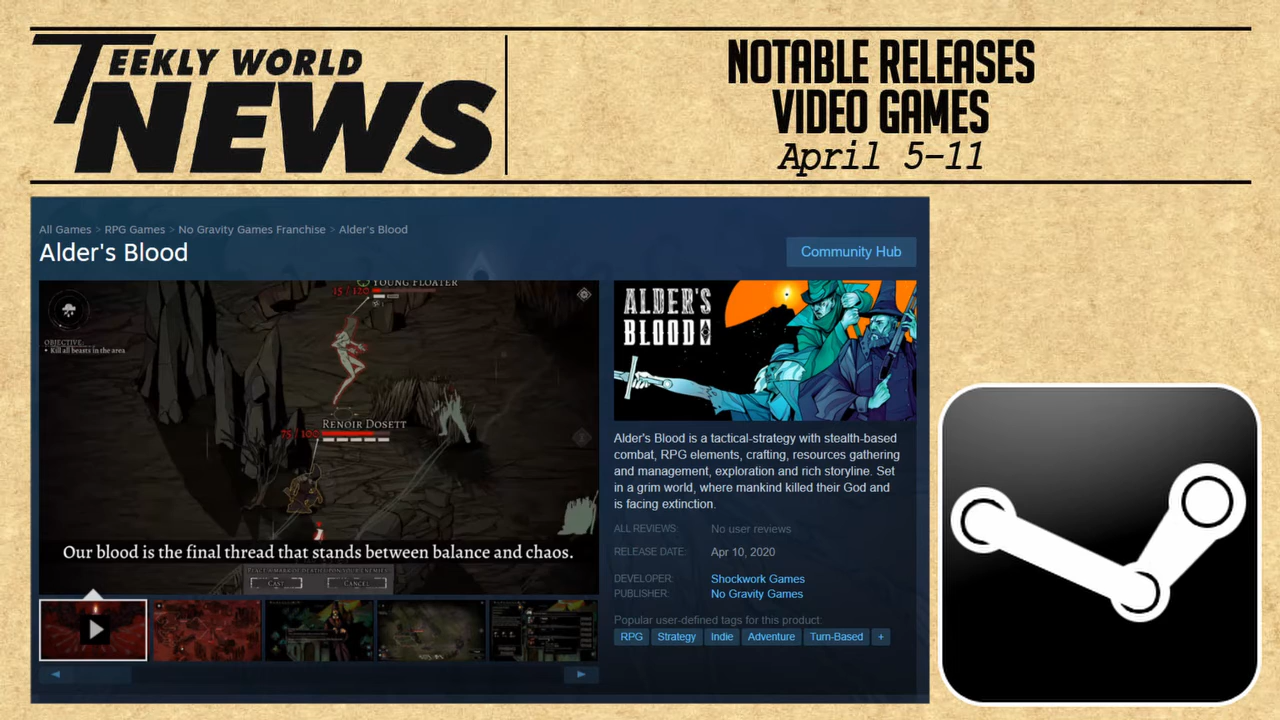 TEEKLY WORLD
NEWS
NOTABLE RELEASES
VIDEO GAMES
April 5-11
All Games > RPG Games > No Gravity Games Franchise > Alder's Blood
Alder's Blood
Community Hub
YOUNG FLOATER
45/120
OBJECTIVE:
• Kill all beasts in the area
RENOIR DOSETT
75/100
Our blood is the final thread that stands between balance and chaos.
CAST
CANCEL
ALDER'S
BLOOD
Alder's Blood is a tactical-strategy with stealth-based
combat, RPG elements, crafting, resources gathering
and management, exploration and rich storyline. Set
in a grim world, where mankind killed their God and
is facing extinction.
ALL REVIEWS: No user reviews
RELEASE DATE: Apr 10, 2020
DEVELOPER: Shockwork Games
PUBLISHER: No Gravity Games
Popular user-defined tags for this product:
RPG Strategy Indie Adventure Turn-Based +